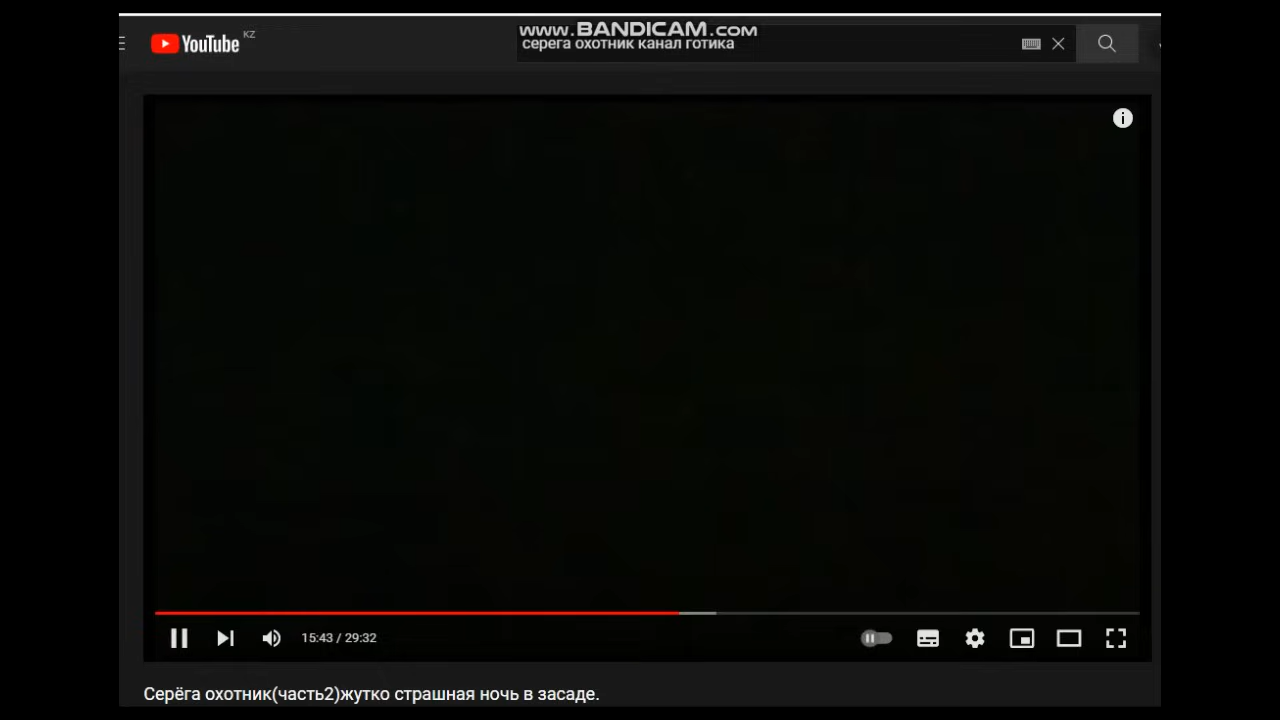 www.BANDICAM.com
YouTube KZ
серега охотник канал готика
15:43 / 29:32
Серёга охотник(часть2)жутко страшная ночь в засаде.